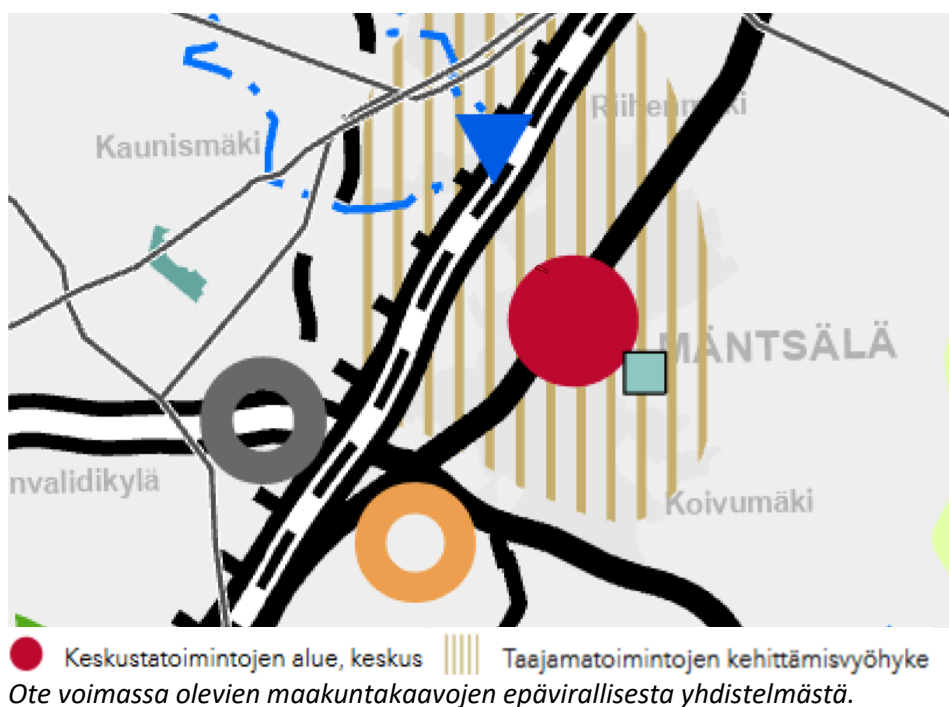 Riihenmäki
Kaunismäki
MÄNTSÄLÄ
nvalidikylä
Koivumäki
Keskustatoimintojen alue, keskus
Taajamatoimintojen kehittämisvyöhyke
Ote voimassa olevien maakuntakaavojen epävirallisesta yhdistelmästä.